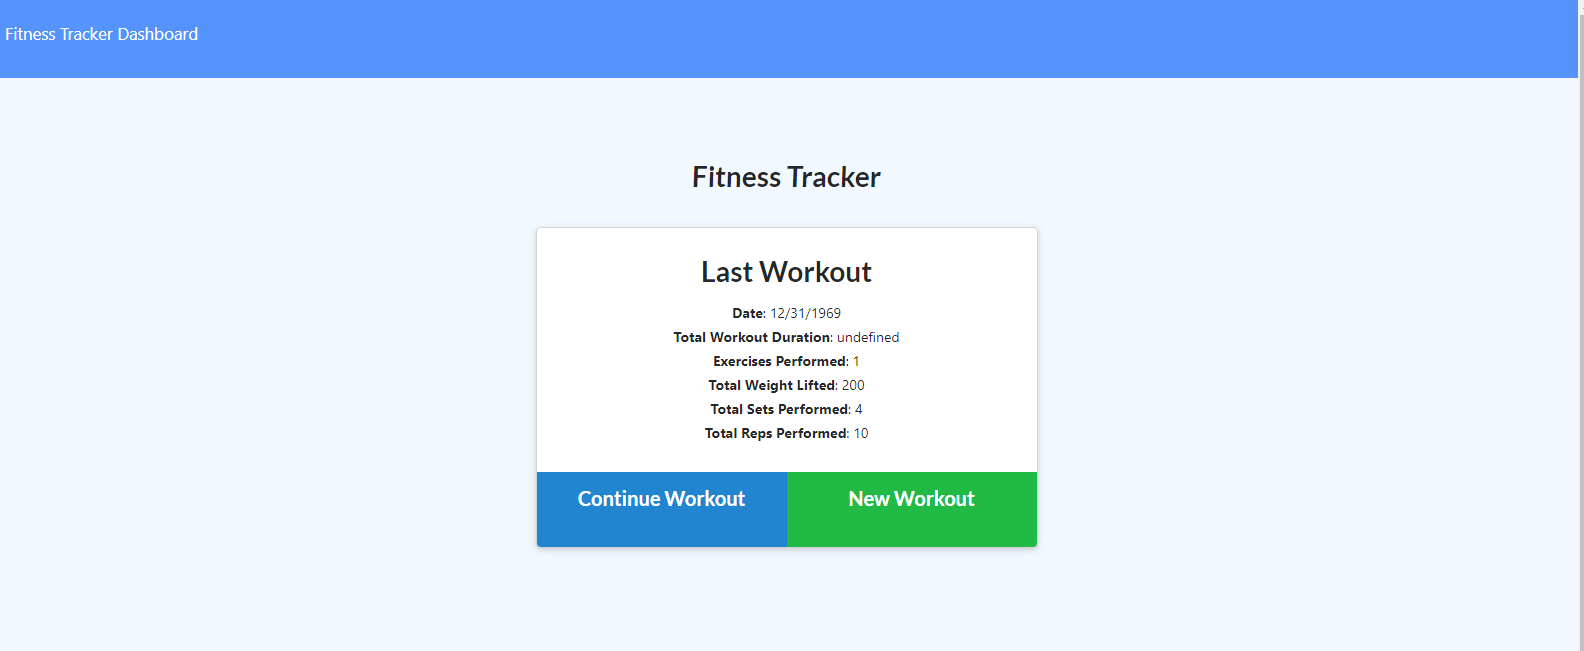 Fitness Tracker Dashboard
Fitness Tracker
Last Workout
Date: 12/31/1969
Total Workout Duration: undefined
Exercises Performed: 1
Total Weight Lifted: 200
Total Sets Performed: 4
Total Reps Performed: 10
Continue Workout New Workout